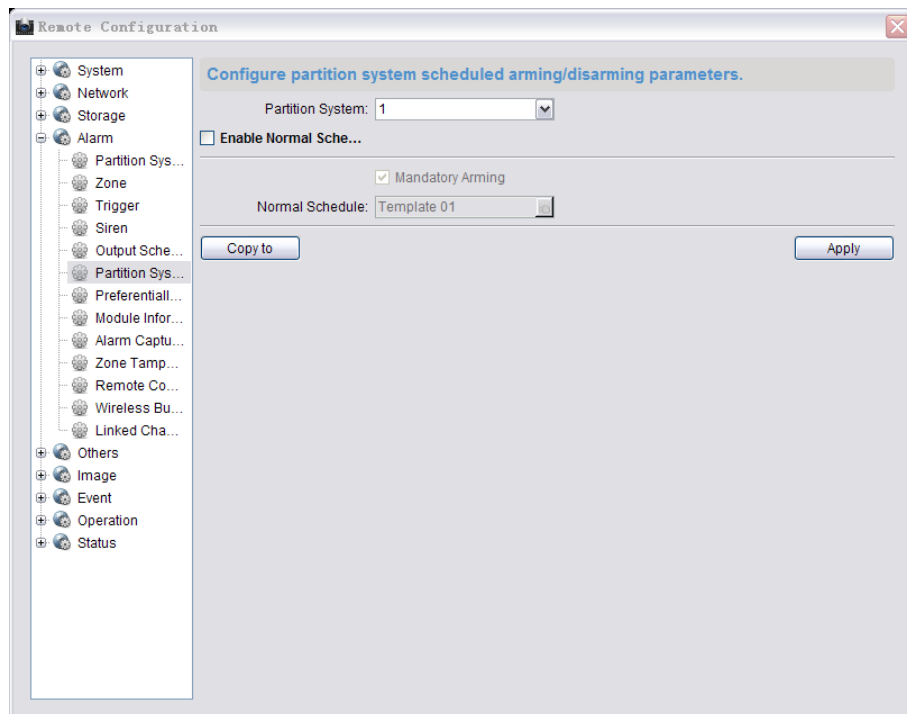 Remote Configuration
System
Network
Storage
Alarm
Partition Sys...
Zone
Trigger
Siren
Output Sche...
Partition Sys...
Preferentiall...
Module Infor...
Alarm Captu...
Zone Tamp...
Remote Co...
Wireless Bu...
Linked Cha...
Others
Image
Event
Operation
Status
Configure partition system scheduled arming/disarming parameters.
Partition System: 1
Enable Normal Sche...
Mandatory Arming
Normal Schedule: Template 01
Copy to
Apply